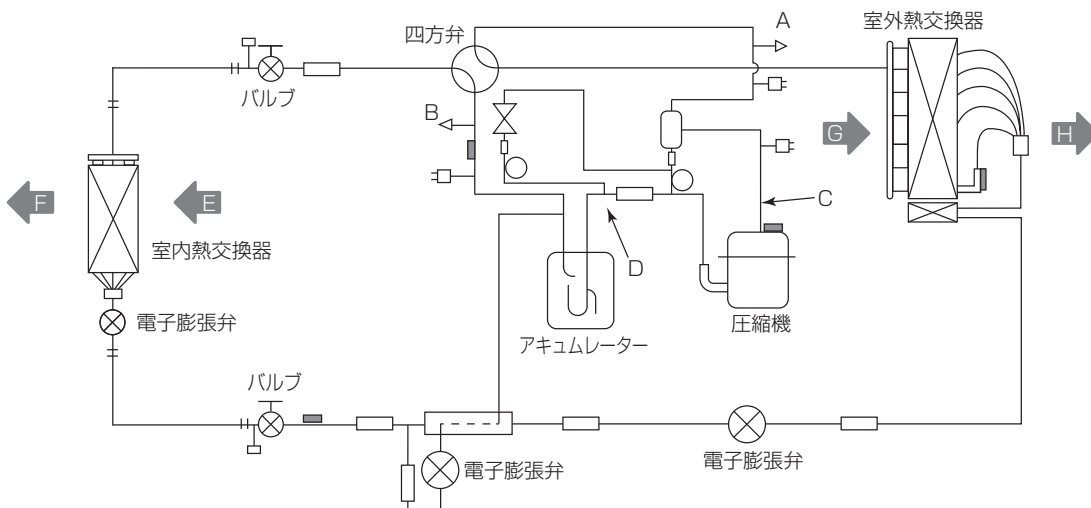 四方弁
A
室外熱交換器
バルブ
B
G
H
F
E
C
室内熱交換器
D
電子膨張弁
アキュムレーター
圧縮機
バルブ
電子膨張弁
電子膨張弁